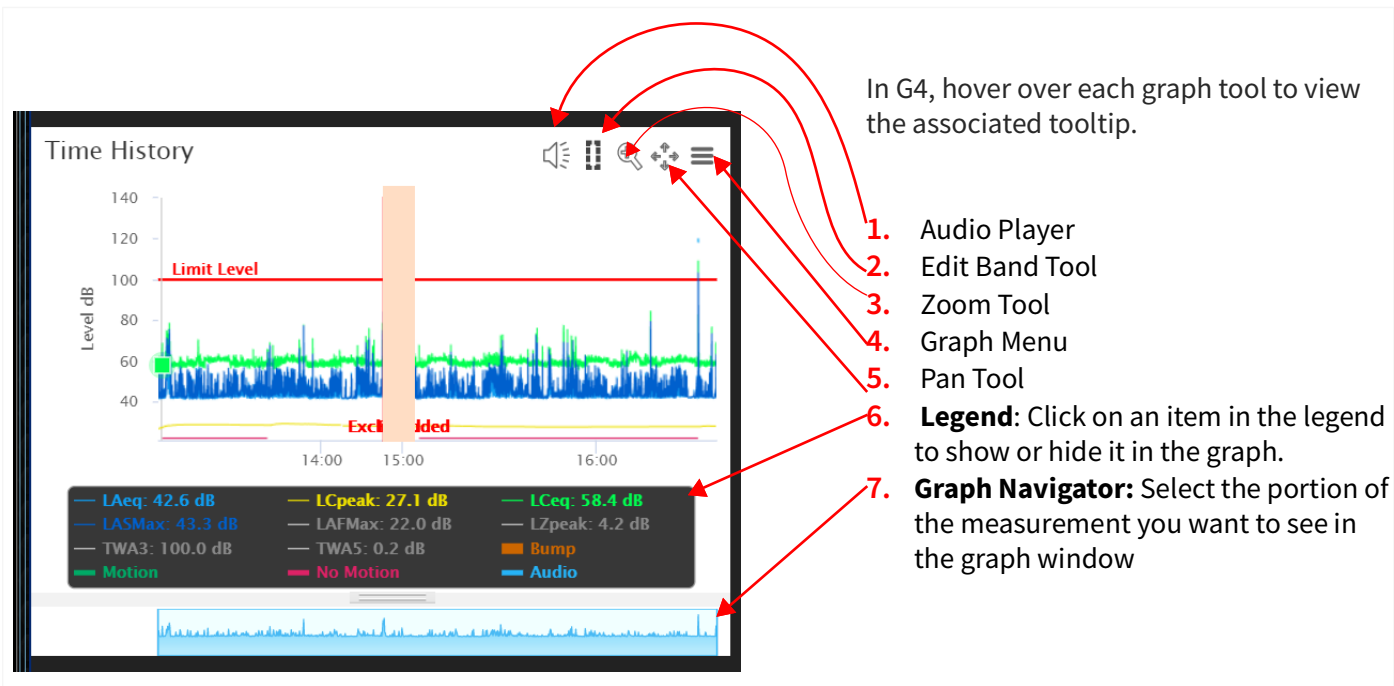 In G4, hover over each graph tool to view
the associated tooltip.
Time History
140
120
100
80
60
40
Level dB
Limit Level
14:00 15:00 16:00
LAeq: 42.6 dB LCpeak: 27.1 dB LCeq: 58.4 dB
LASMax: 43.3 dB LAFMax: 22.0 dB LZpeak: 4.2 dB
TWA3: 100.0 dB TWA5: 0.2 dB Bump
Motion No Motion Audio
1. Audio Player
2. Edit Band Tool
3. Zoom Tool
4. Graph Menu
5. Pan Tool
6. Legend: Click on an item in the legend
to show or hide it in the graph.
7. Graph Navigator: Select the portion of
the measurement you want to see in
the graph window